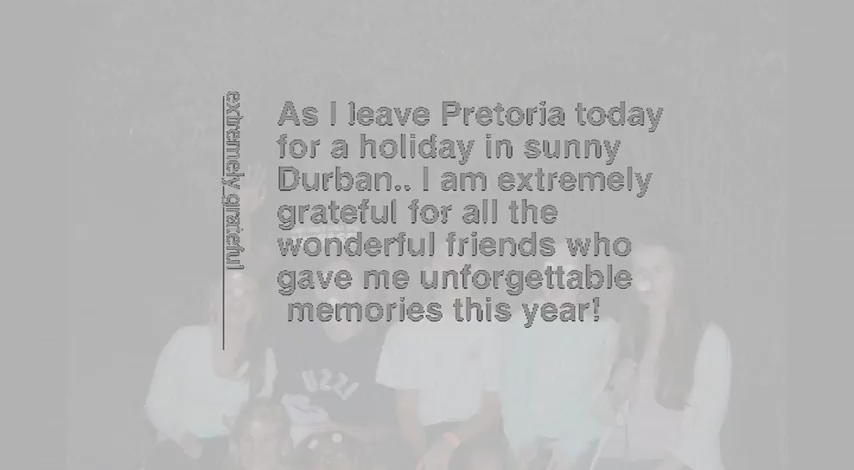 extremely grateful
As I leave Pretoria today
for a holiday in sunny
Durban.. I am extremely
grateful for all the
wonderful friends who
gave me unforgettable
memories this year!